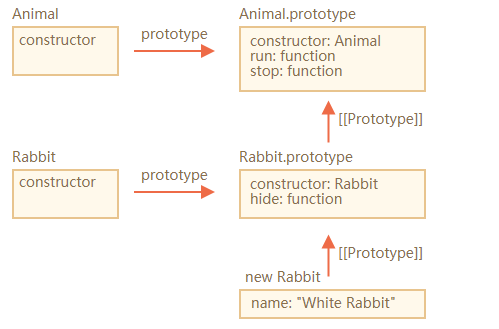 Animal
Animal.prototype
constructor
prototype
constructor: Animal
run: function
stop: function
[[Prototype]]
Rabbit
Rabbit.prototype
constructor
prototype
constructor: Rabbit
hide: function
[[Prototype]]
new Rabbit
name: "White Rabbit"